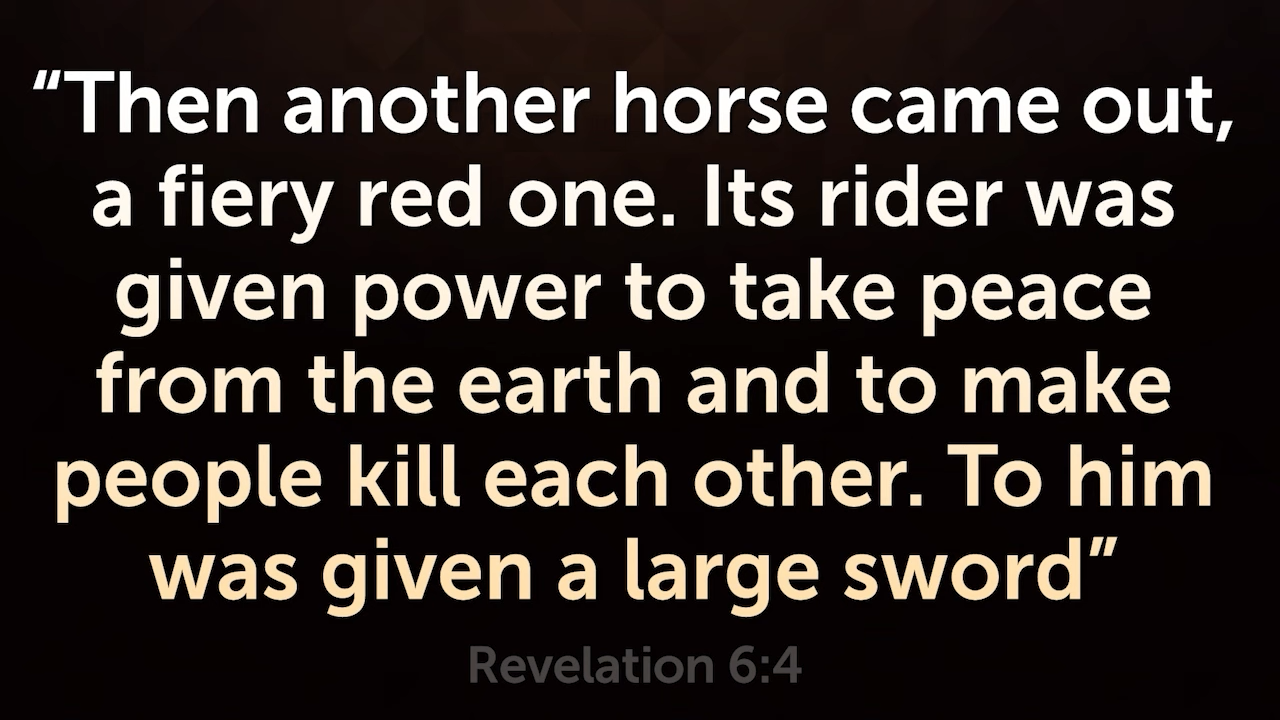 “Then another horse came out,
a fiery red one. Its rider was
given power to take peace
from the earth and to make
people kill each other. To him
was given a large sword”
Revelation 6:4